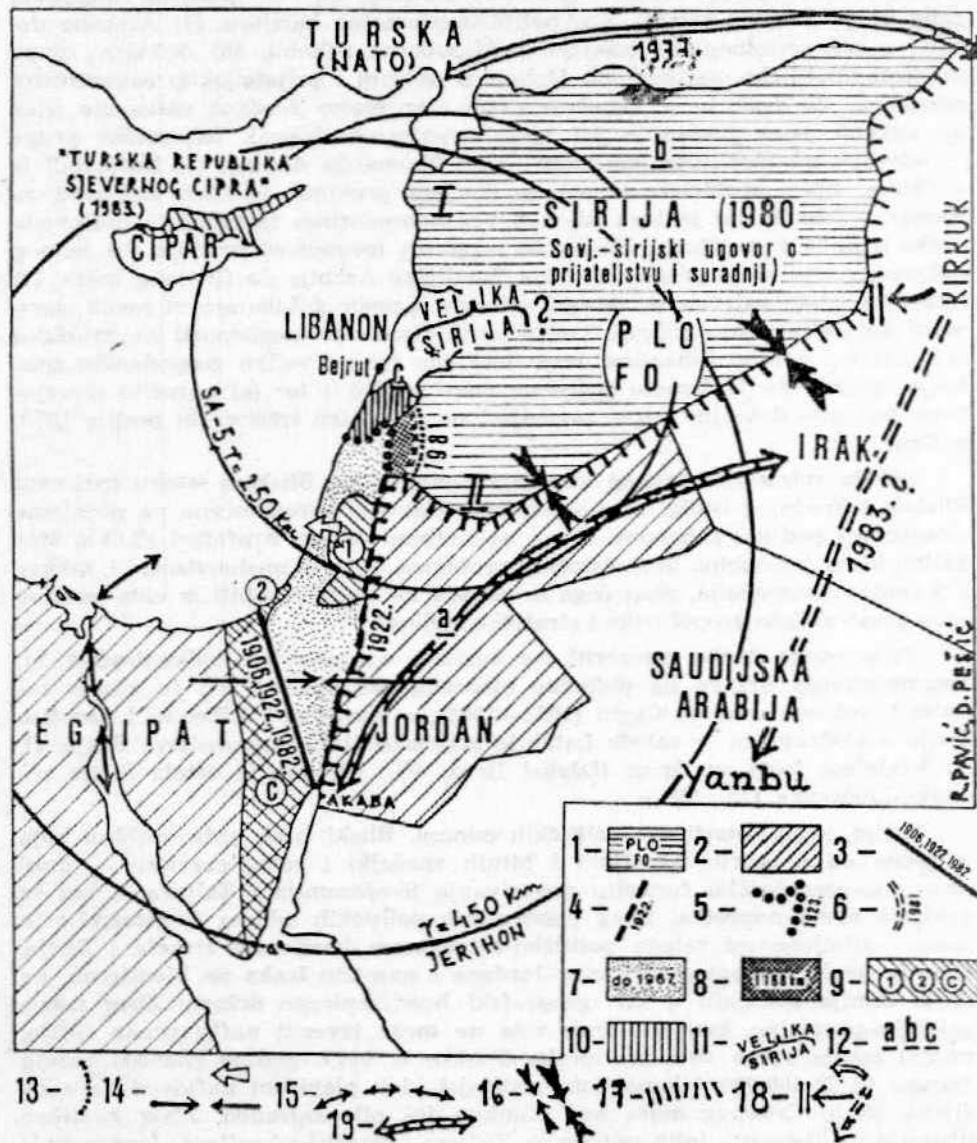 TURSKA
(NATO)
1977.
"TURSKA REPUBLIKA
SJEVERNOG CIPRA"
(1983)
CIPAR
b
I
SIRJA (1980
Sovj.-sirijski ugovor o
prijateljstvu suradnji).
KIRKUK
LIBANON
VELIKA
SIRIJA?
Bejrut
PLO
FO
1981.
II
SA-5 r=250 km
IRAK
1983/2.
1
2
a
1922.
1906, 1922, 1982.
EGIPAT
C
JORDAN
AKABA
SAUDIJSKA
ARABIJA
Yanbu
R. PAVIĆ, D. PEŠIĆ
r=450 km
JERIHON
1- PLO
FO
2-
3- 1906, 1922, 1982
4- 1922.
5- 1923.
6- 1981.
7- do 1967
8- 1188 km²
9- 1 2 C
10-
11- VELIKA
SIRIJA
12- a b c
13
14-
15-
16-
17-
18-
19-